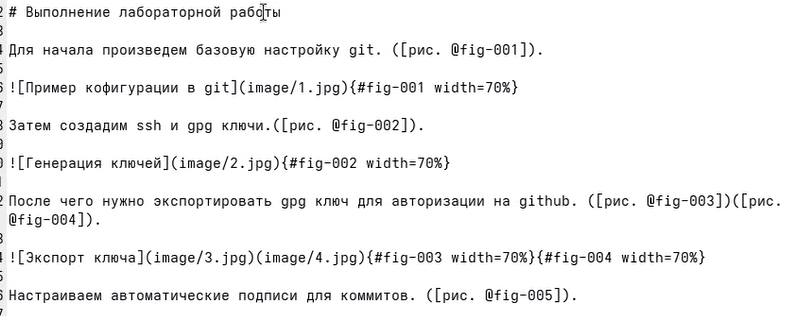 # Выполнение лабораторной работы
Для начала произведем базовую настройку git. ([рис. @fig-001]).
![Пример кофигурации в git](image/1.jpg){#fig-001 width=70%}
Затем создадим ssh и gpg ключи.([рис. @fig-002]).
![Генерация ключей](image/2.jpg){#fig-002 width=70%}
После чего нужно экспортировать gpg ключ для авторизации на github. ([рис. @fig-003])([рис.
@fig-004]).
![Экспорт ключа](image/3.jpg)(image/4.jpg){#fig-003 width=70%}{#fig-004 width=70%}
Настраиваем автоматические подписи для коммитов. ([рис. @fig-005]).